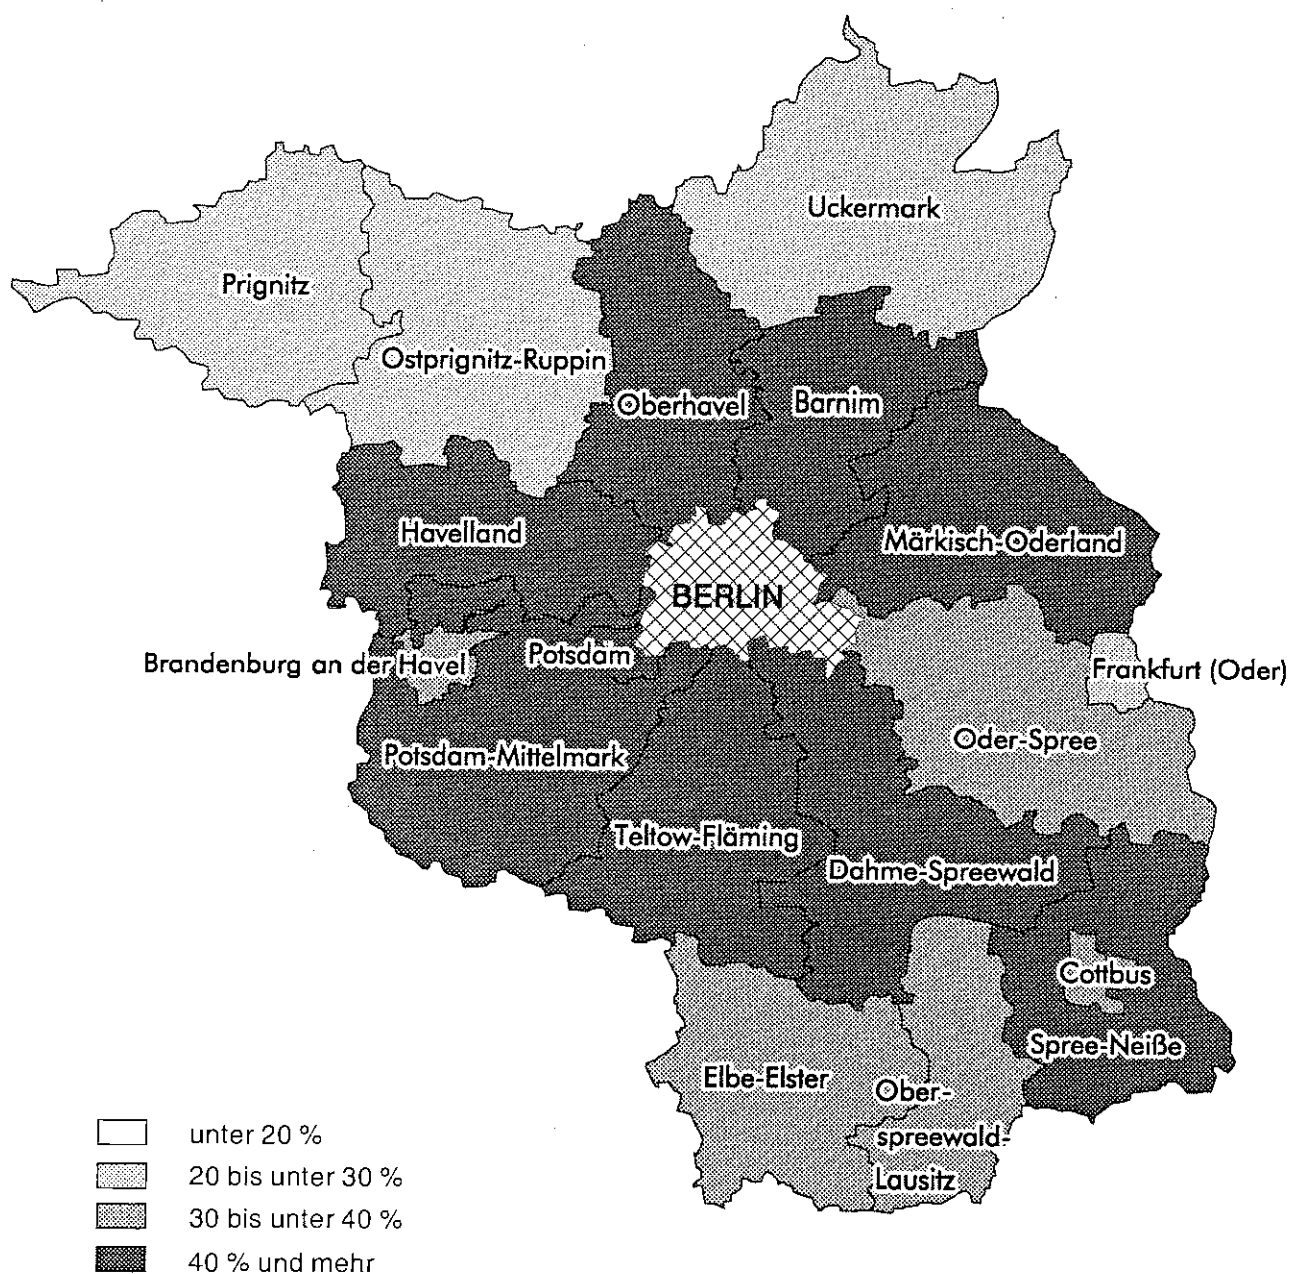 Uckermark
Prignitz
Ostprignitz-Ruppin
Oberhavel
Barnim
Havelland
Märkisch-Oderland
BERLIN
Potsdam
Brandenburg an der Havel
Frankfurt (Oder)
Oder-Spree
Potsdam-Mittelmark
Teltow-Fläming
Dahme-Spreewald
Cottbus
Spree-Neiße
Elbe-Elster
Ober-
spreewald-
Lausitz
unter 20 %
20 bis unter 30 %
30 bis unter 40 %
40 % und mehr